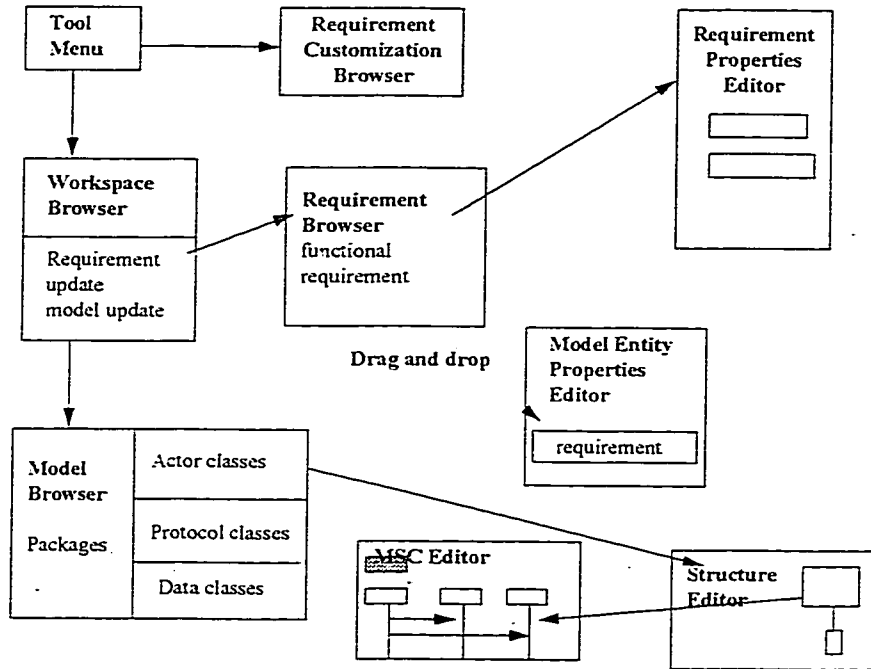 Tool
Menu
Requirement
Customization
Browser
Requirement
Properties
Editor
Workspace
Browser
Requirement
update
model update
Requirement
Browser
functional
requirement
Drag and drop
Model Entity
Properties
Editor
requirement
Model
Browser
Packages
Actor classes
Protocol classes
Data classes
MSC Editor
Structure
Editor